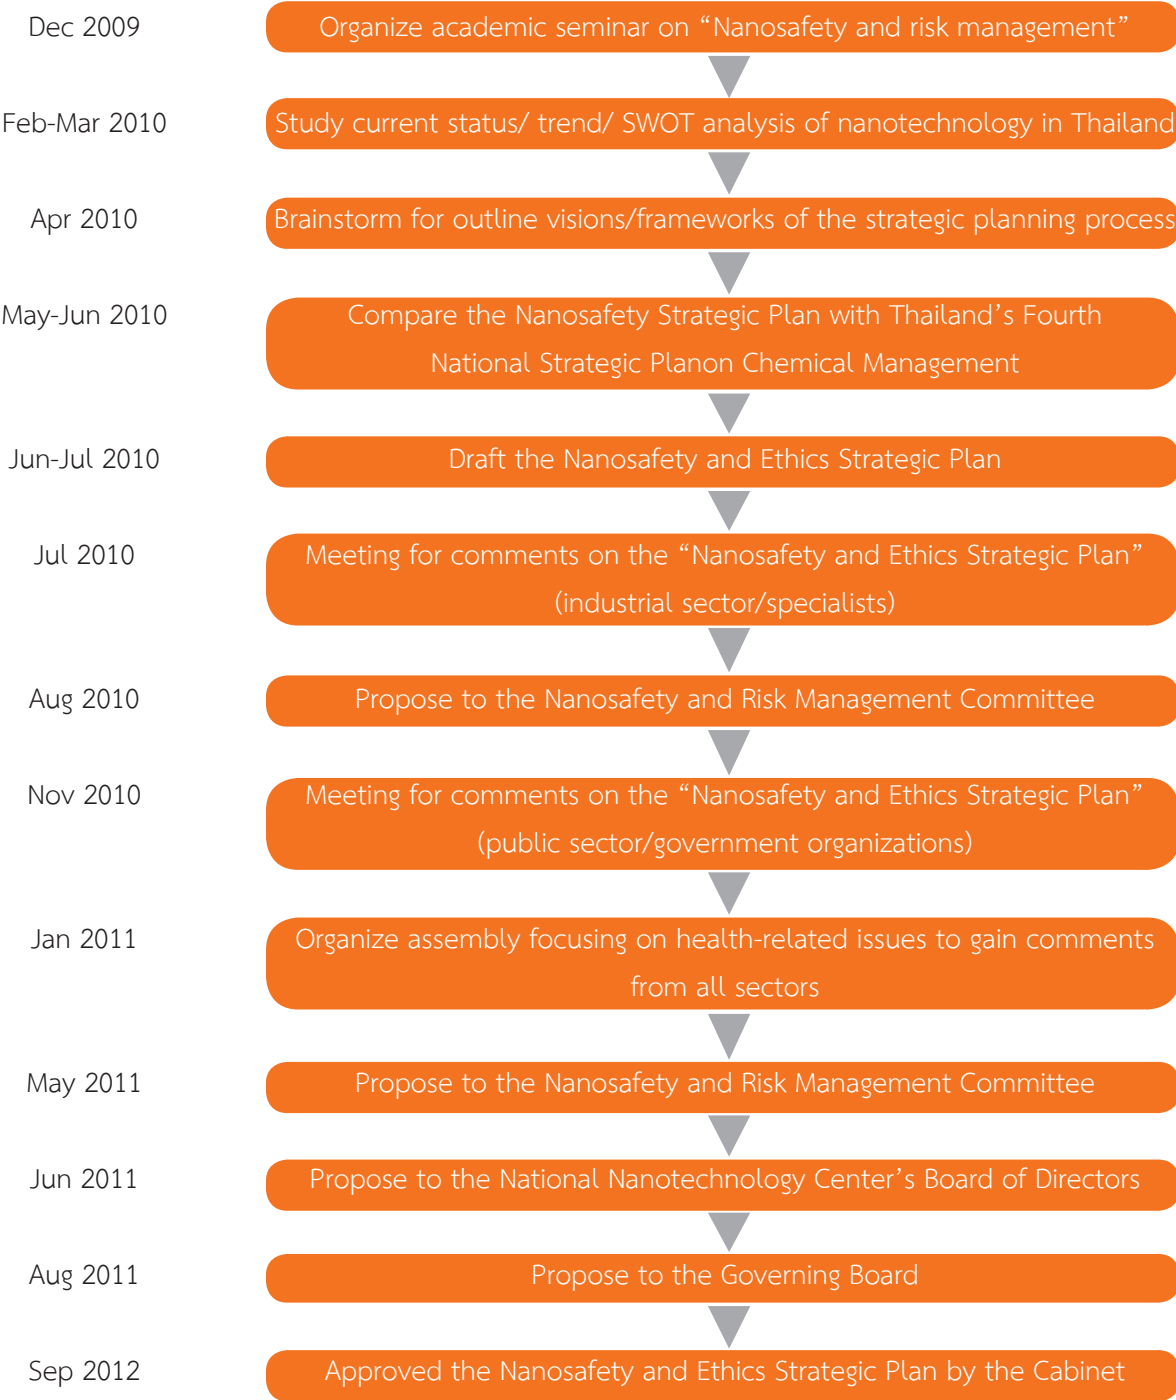 Dec 2009
Organize academic seminar on “Nanosafety and risk management”
Feb-Mar 2010
Study current status/ trend/ SWOT analysis of nanotechnology in Thailand
Apr 2010
Brainstorm for outline visions/frameworks of the strategic planning process
May-Jun 2010
Compare the Nanosafety Strategic Plan with Thailand’s Fourth
National Strategic Planon Chemical Management
Jun-Jul 2010
Draft the Nanosafety and Ethics Strategic Plan
Jul 2010
Meeting for comments on the “Nanosafety and Ethics Strategic Plan”
(industrial sector/specialists)
Aug 2010
Propose to the Nanosafety and Risk Management Committee
Nov 2010
Meeting for comments on the “Nanosafety and Ethics Strategic Plan”
(public sector/government organizations)
Jan 2011
Organize assembly focusing on health-related issues to gain comments
from all sectors
May 2011
Propose to the Nanosafety and Risk Management Committee
Jun 2011
Propose to the National Nanotechnology Center’s Board of Directors
Aug 2011
Propose to the Governing Board
Sep 2012
Approved the Nanosafety and Ethics Strategic Plan by the Cabinet